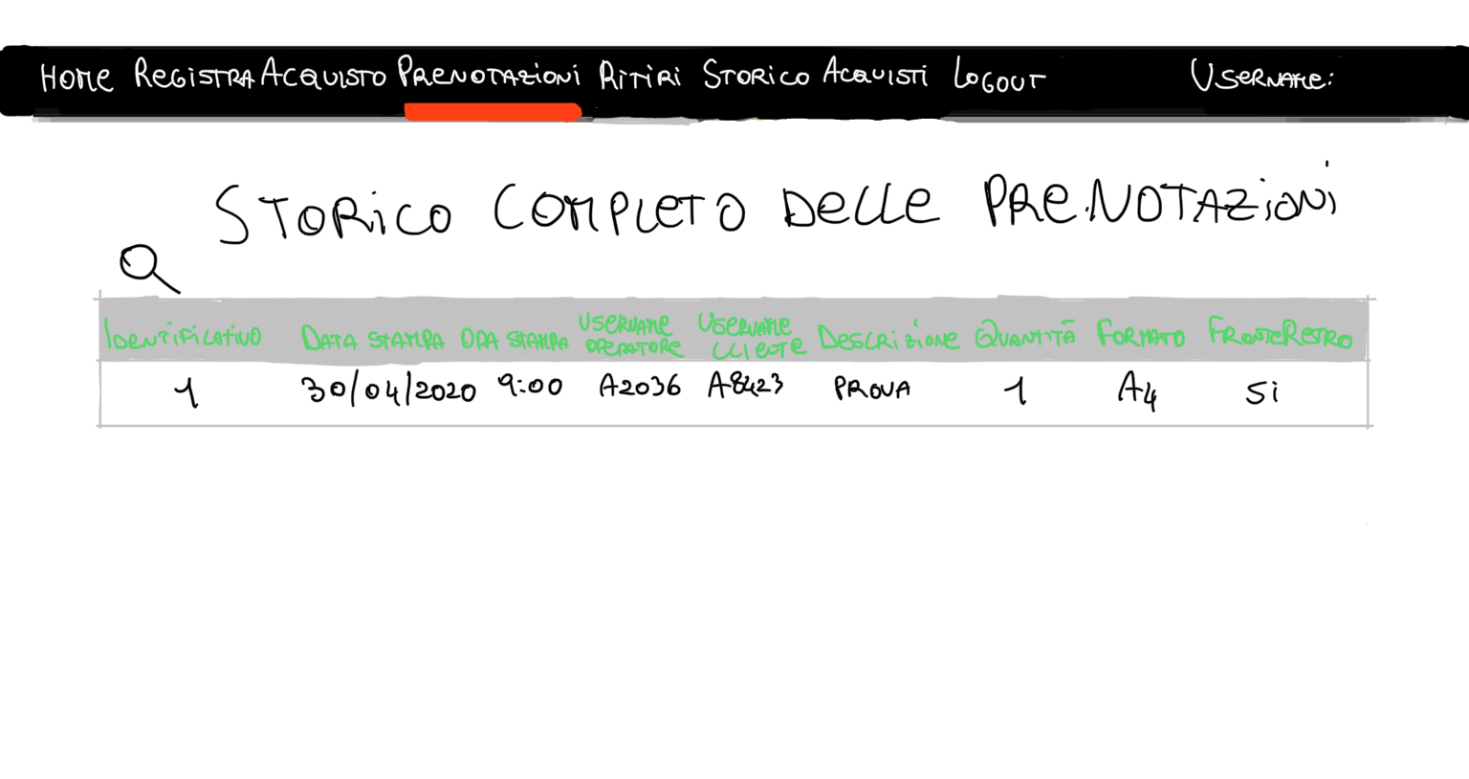 Home Registra Acquisto Prenotazioni Ritiri Storico Acquisti Logout Username:
Storico Completo Delle Prenotazioni
Identificativo Data Stampa Ora Stampa Username Operatore Username Cliente Descrizione Quantità Formato FronteRetro
1 30/04/2020 9:00 A2036 A8423 PROVA 1 A4 Si